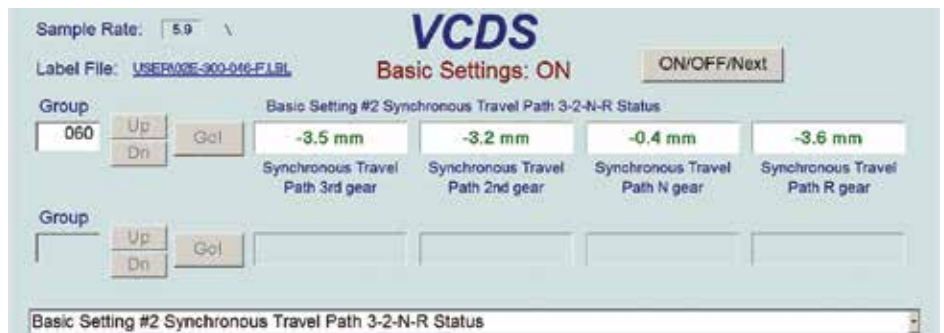 Sample Rate: 5.9
VCDS
Label File: USER\02E-300-046-F.LBL
Basic Settings: ON
ON/OFF/Next
Group
Basic Setting #2 Synchronous Travel Path 3-2-N-R Status
060
Up
Dn
Go!
-3.5 mm
-3.2 mm
-0.4 mm
-3.6 mm
Synchronous Travel
Path 3rd gear
Synchronous Travel
Path 2nd gear
Synchronous Travel
Path N gear
Synchronous Travel
Path R gear
Group
Up
Dn
Go!
Basic Setting #2 Synchronous Travel Path 3-2-N-R Status